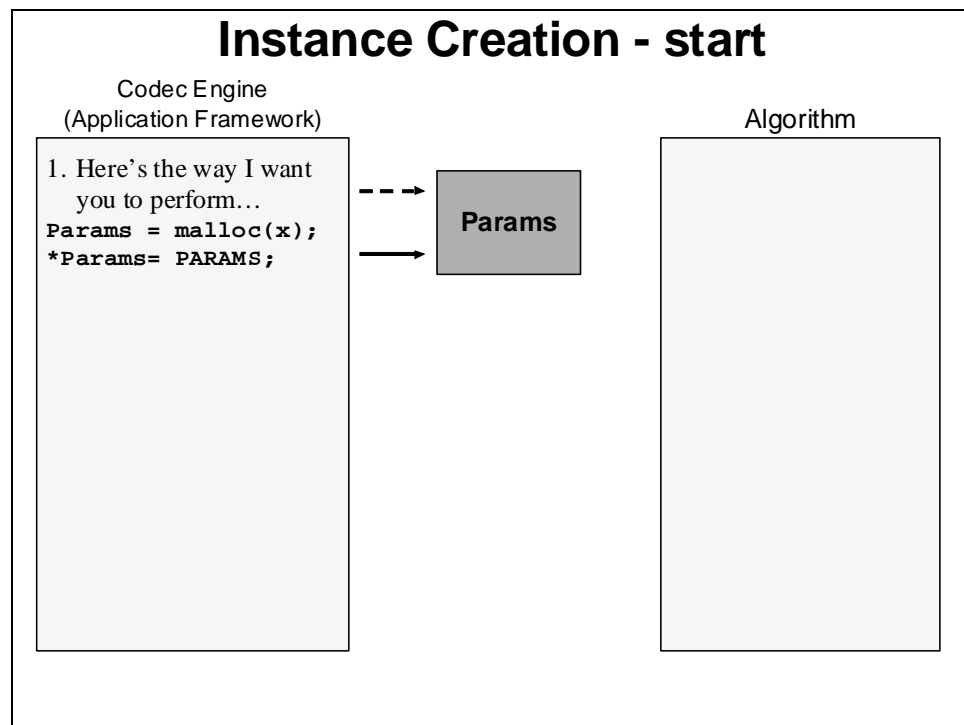 Instance Creation - start
Codec Engine
(Application Framework)
Algorithm
1. Here's the way I want
you to perform…
Params = malloc(x);
*Params= PARAMS;
Params